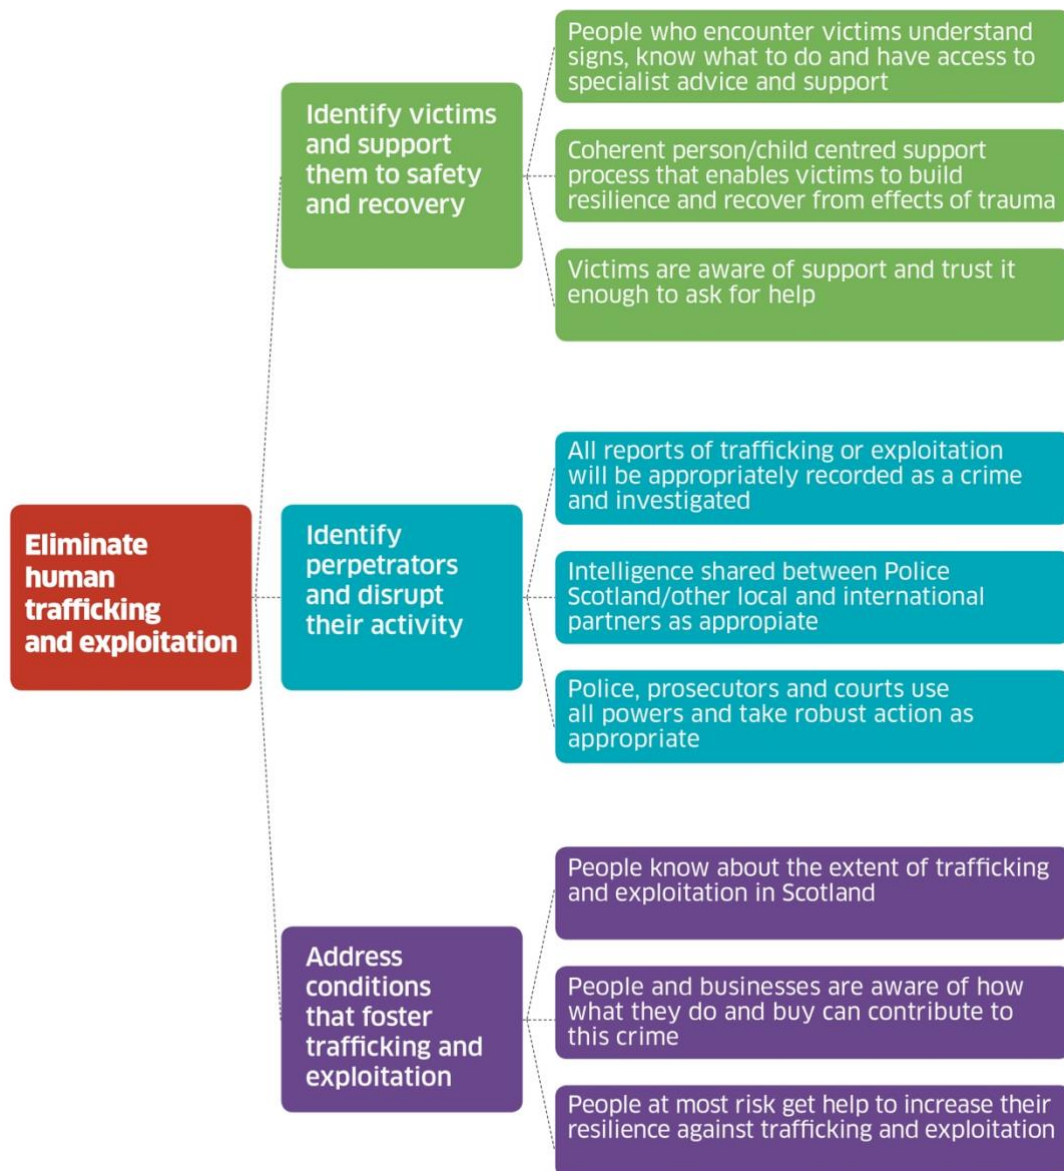 People who encounter victims understand
signs, know what to do and have access to
specialist advice and support
Identify victims
and support
them to safety
and recovery
Coherent person/child centred support
process that enables victims to build
resilience and recover from effects of trauma
Victims are aware of support and trust it
enough to ask for help
All reports of trafficking or exploitation
will be appropriately recorded as a crime
and investigated
Eliminate
human
trafficking
and exploitation
Identify
perpetrators
and disrupt
their activity
Intelligence shared between Police
Scotland/other local and international
partners as appropiate
Police, prosecutors and courts use
all powers and take robust action as
appropriate
People know about the extent of trafficking
and exploitation in Scotland
Address
conditions
that foster
trafficking and
exploitation
People and businesses are aware of how
what they do and buy can contribute to
this crime
People at most risk get help to increase their
resilience against trafficking and exploitation